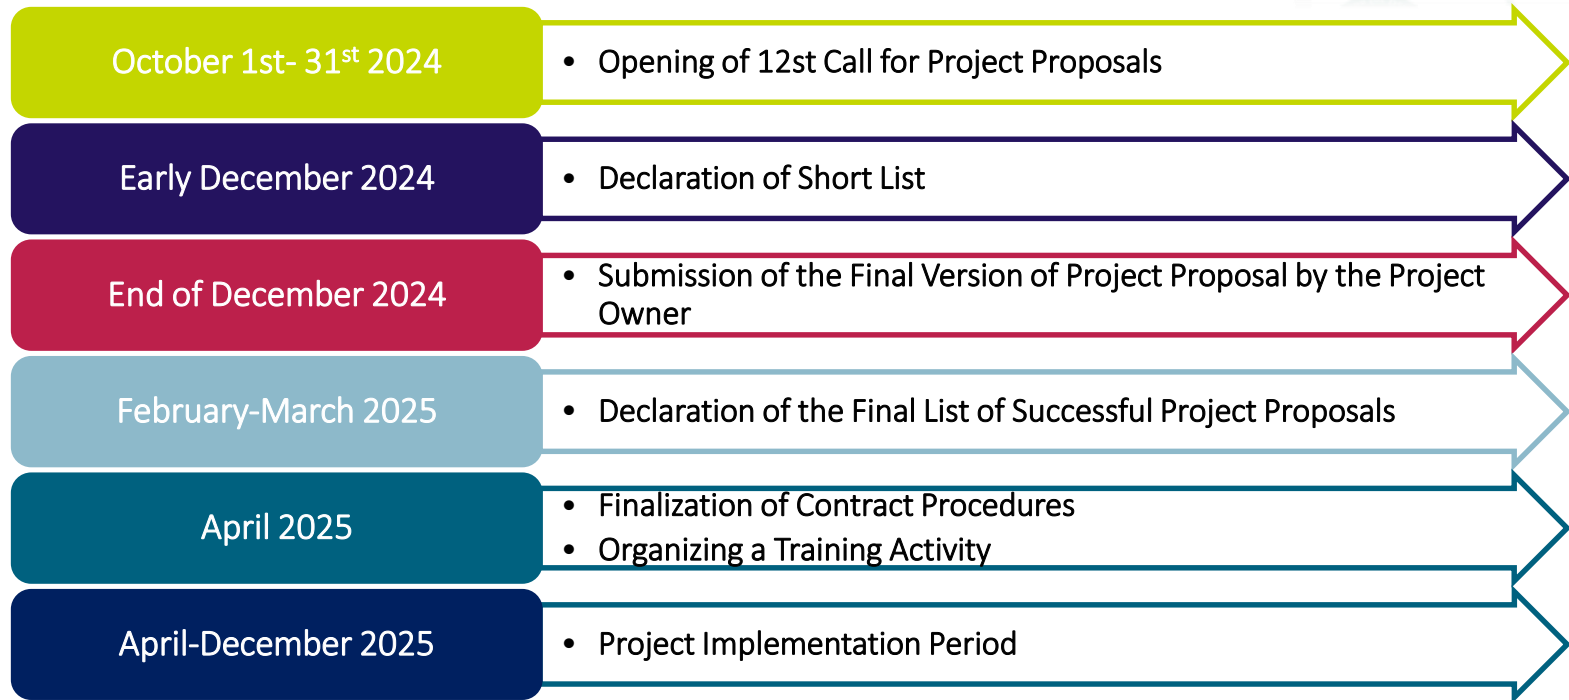 October 1st- 31st 2024
• Opening of 12st Call for Project Proposals
Early December 2024
• Declaration of Short List
End of December 2024
• Submission of the Final Version of Project Proposal by the Project
Owner
February-March 2025
• Declaration of the Final List of Successful Project Proposals
April 2025
• Finalization of Contract Procedures
• Organizing a Training Activity
April-December 2025
• Project Implementation Period